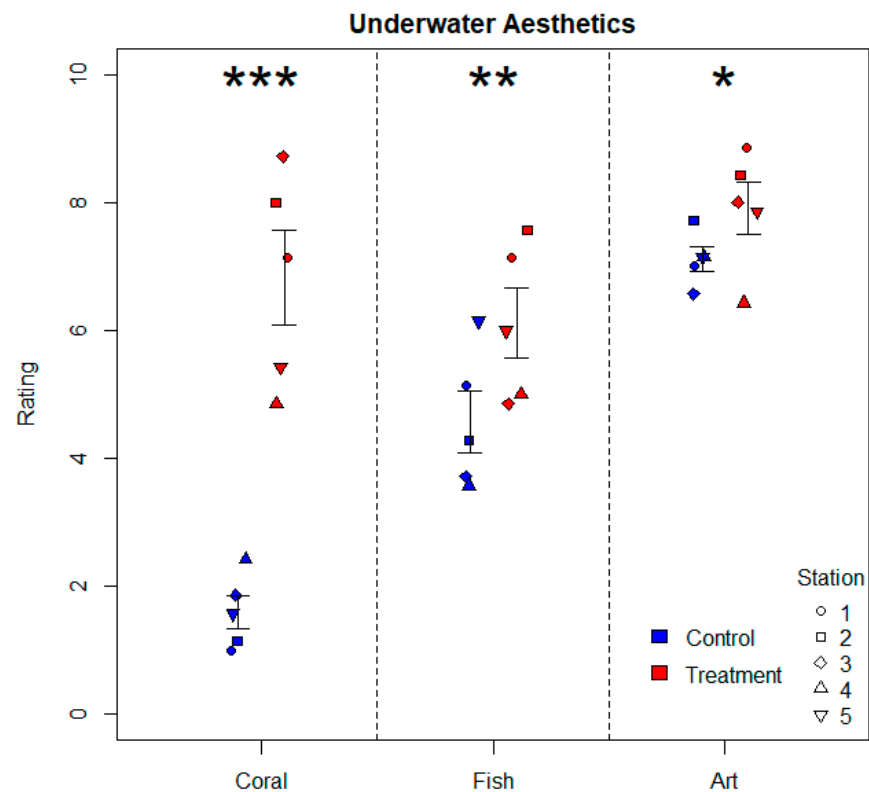 Underwater Aesthetics
*** ** *
10
8
6
4
2
0
Rating
Station
1
2
3
4
5
Control
Treatment
Coral Fish Art